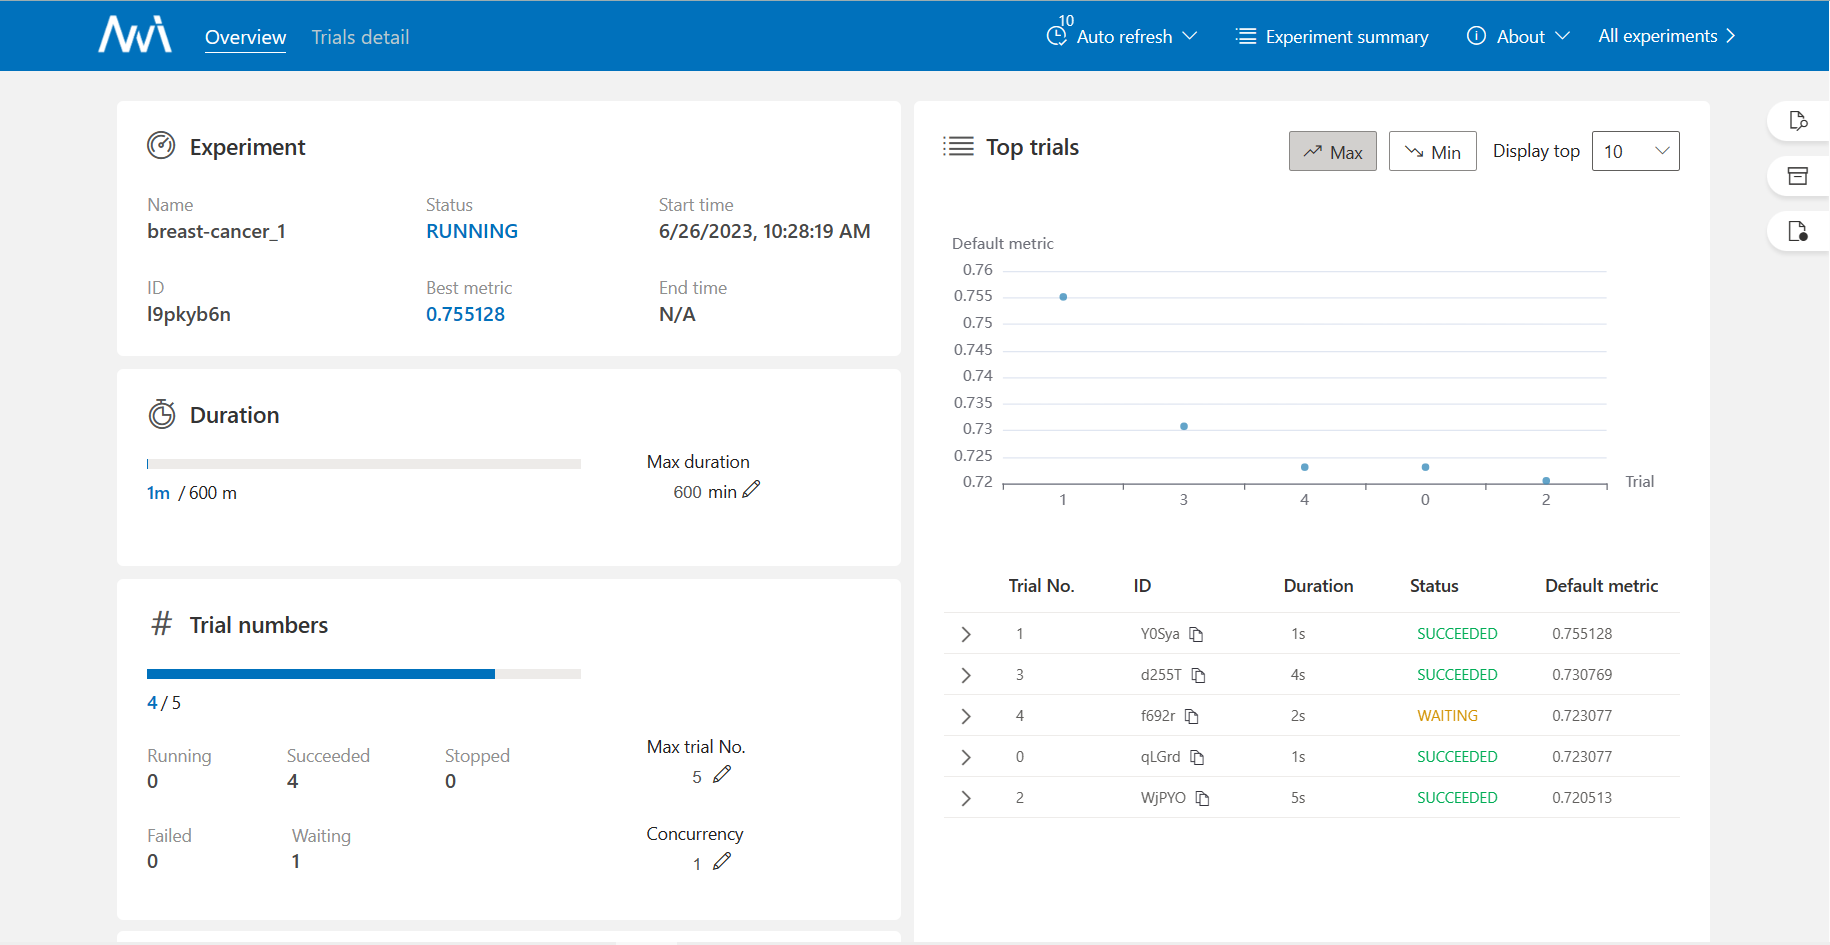 NNI
Overview
Trials detail
10
Auto refresh
Experiment summary
About
All experiments
Experiment
Name
Status
Start time
breast-cancer_1
RUNNING
6/26/2023, 10:28:19 AM
ID
Best metric
End time
l9pkyb6n
0.755128
N/A
Duration
Max duration
1m / 600 m
600 min
# Trial numbers
4 / 5
Running
Succeeded
Stopped
0
4
0
Max trial No.
5
Failed
Waiting
0
1
Concurrency
1
Top trials
Max
Min
Display top
10
Default metric
0.76
0.755
0.75
0.745
0.74
0.735
0.73
0.725
0.72
Trial
1 3 4 0 2
Trial No. ID Duration Status Default metric
1 Y0Sya 1s SUCCEEDED 0.755128
3 d255T 4s SUCCEEDED 0.730769
4 f692r 2s WAITING 0.723077
0 qLGrd 1s SUCCEEDED 0.723077
2 WjPYO 5s SUCCEEDED 0.720513